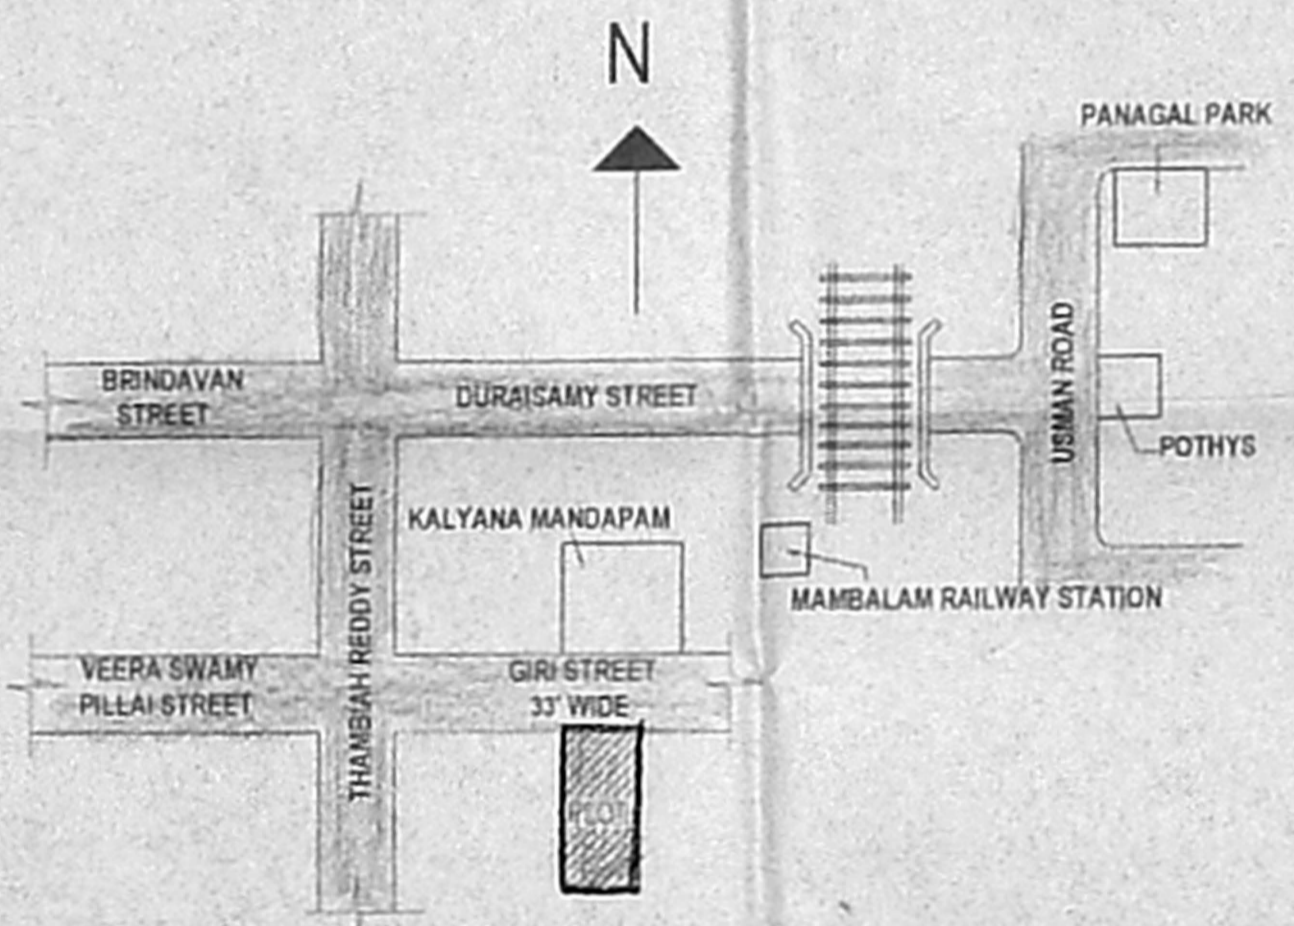 N
PANAGAL PARK
BRINDAVAN
STREET
DURAISAMY STREET
USMAN ROAD
POTHYS
KALYANA MANDAPAM
THAMBIAH REDDY STREET
MAMBALAM RAILWAY STATION
VEERA SWAMY
PILLAI STREET
GIRI STREET
33' WIDE
PLOT